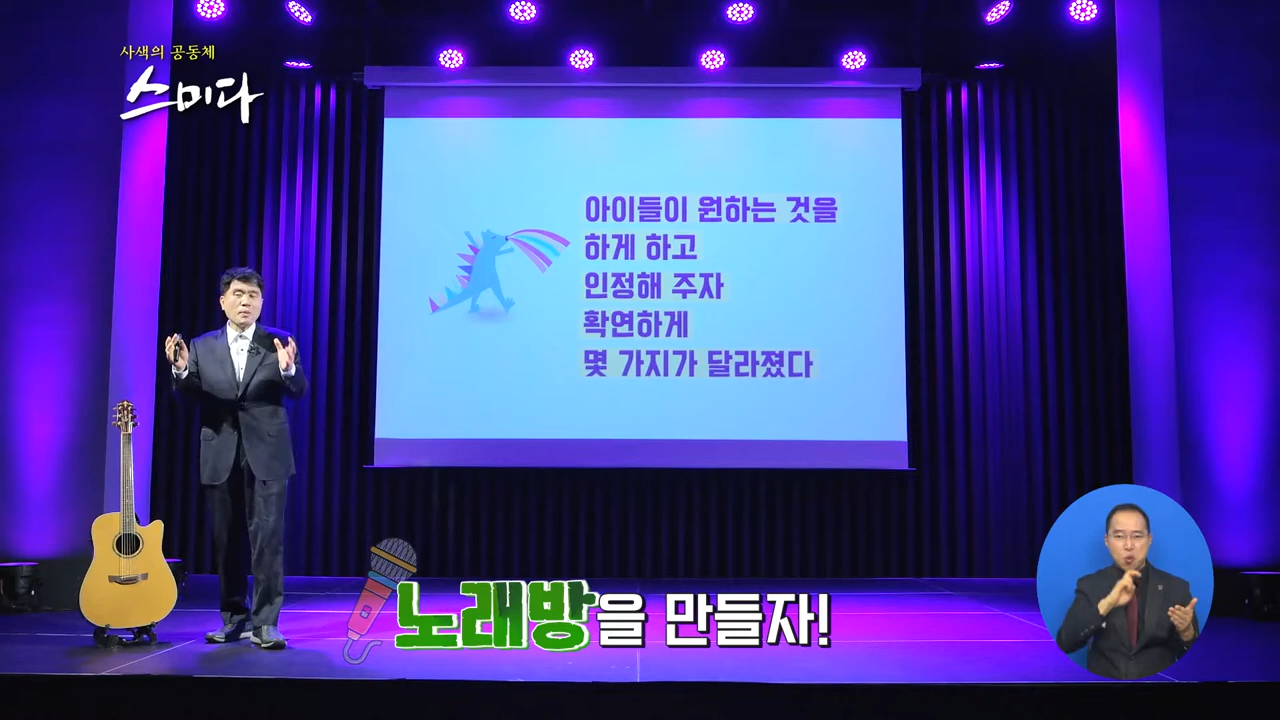 사색의 공동체
스미다
아이들이 원하는 것을
하게 하고
인정해 주자
확연하게
몇 가지가 달라졌다
노래방을 만들자!